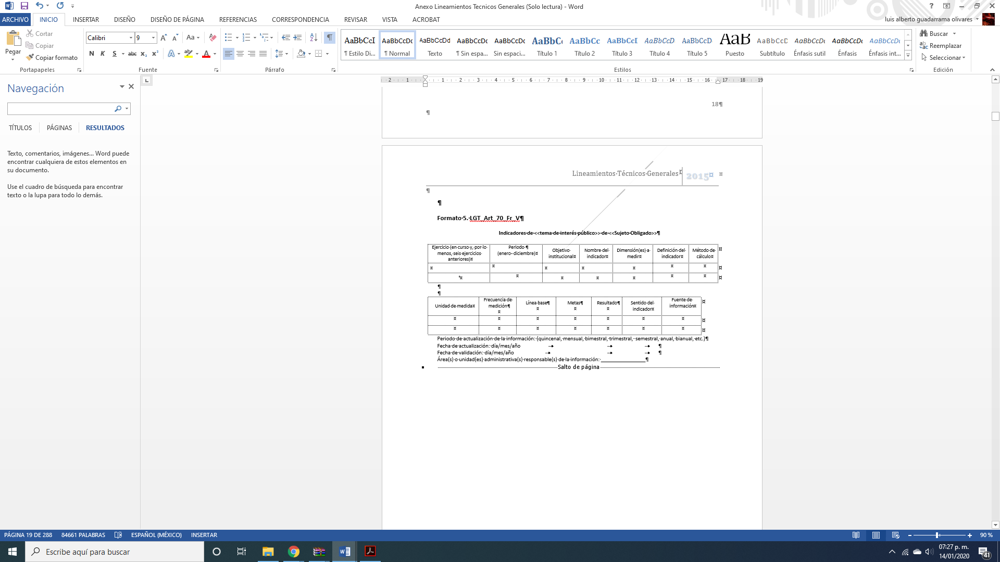 Anexo Lineamientos Tecnicos Generales (Solo lectura) - Word
ARCHIVO INICIO INSERTAR DISEÑO DISEÑO DE PÁGINA REFERENCIAS CORRESPONDENCIA REVISAR VISTA ACROBAT
luis alberto guadarrama olivares
Pegar
Cortar
Copiar
Copiar formato
Portapapeles
Calibri 9
Aa
N K S abc x₂ x²
Fuente
Párrafo
AaBbCcI AaBbCcDc AaBbCcDd AaBbCcDc AaBbCcDc AaBbC AaBbCc AaBbCcI AaBbCcD AaBbCcD AaB AaBbCcD AaBbCcDc AaBbCcDc AaBbCcDc
¶ Estilo Di... ¶ Normal Texto ¶ Sin espa... Sin espaci... Título 1 Título 2 Título 3 Título 4 Título 5 Puesto Subtítulo Énfasis sutil Énfasis Énfasis int...
Estilos
Buscar
Reemplazar
Seleccionar
Edición
Navegación
TÍTULOS PÁGINAS RESULTADOS
Texto, comentarios, imágenes... Word puede
encontrar cualquiera de estos elementos en
su documento.
Use el cuadro de búsqueda para encontrar
texto o la lupa para todo lo demás.
2 1 1 2 3 4 5 6 7 8 9 10 11 12 13 14 15 16 17 18 19
18¶
¶
Lineamientos·Técnicos·Generales¤ 2015¤ ¤
¶
¶
Formato·5.·LGT_Art_70_Fr_V¶
Indicadores·de·<<tema·de·interés·público>>·de·<<Sujeto·Obligado>>¶
Ejercicio·(en·curso·y,·por·lo·
menos,·seis·ejercicios·
anteriores)¤
Periodo·¶
(enero-·diciembre)¤
Objetivo·
institucional¤
Nombre·del·
indicador¤
Dimensión(es)·a·
medir¤
Definición·del·
indicador¤
Método·de·
cálculo¤
¤
¤ ¤ ¤ ¤ ¤ ¤ ¤ ¤
¤ ¤ ¤ ¤ ¤ ¤ ¤ ¤
¶
¶
Unidad·de·medida¤
Frecuencia·de·
medición¶
¤
Línea·base¶
¤
Metas¶
¤
Resultado¶
¤
Sentido·del·
indicador¤
Fuente·de·
información¤
¤
¤ ¤ ¤ ¤ ¤ ¤ ¤ ¤
¤ ¤ ¤ ¤ ¤ ¤ ¤ ¤
Periodo·de·actualización·de·la·información:·(quincenal,·mensual,·bimestral,·trimestral,··semestral,·anual,·bianual,·etc.)¶
Fecha·de·actualización:·día/mes/año → → → ¶
Fecha·de·validación:·día/mes/año → → → ¶
Área(s)·o·unidad(es)·administrativa(s)·responsable(s)·de·la·información:·________________¶
Salto de página
PÁGINA 19 DE 288 84661 PALABRAS ESPAÑOL (MÉXICO) INSERTAR
90 %
Escribe aquí para buscar
07:27 p. m.
14/01/2020
41